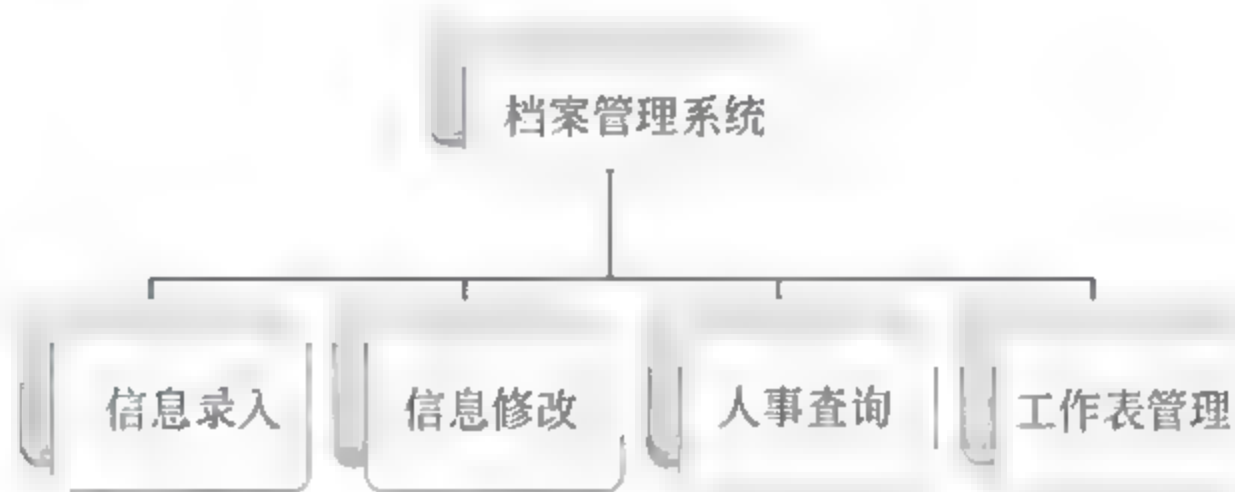 档案管理系统
信息录入
信息修改
人事查询
工作表管理